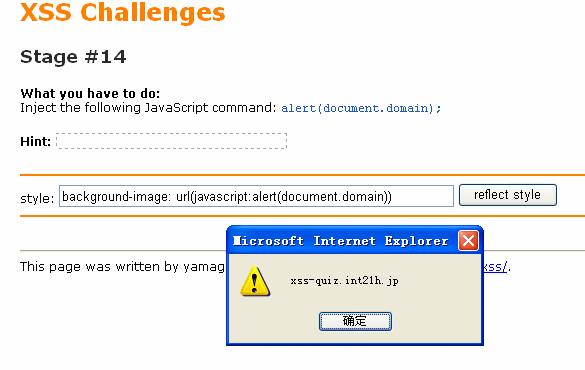 XSS Challenges
Stage #14
What you have to do:
Inject the following JavaScript command: alert(document.domain);
Hint:
style: background-image: url(javascript:alert(document.domain)) reflect style
Microsoft Internet Explorer
This page was written by yamag xss/.
xss-quiz.int21h.jp
确定